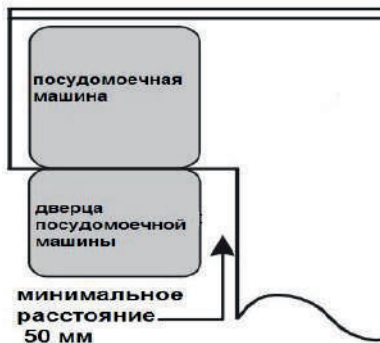 посудомоечная
машина
дверца
посудомоечной
машины
минимальное
расстояние
50 мм